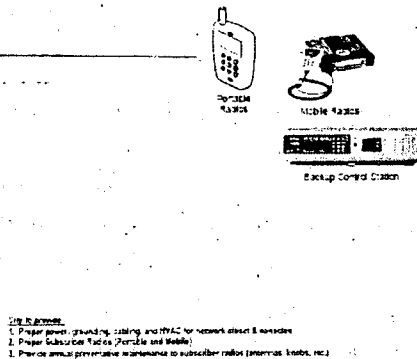 Portable
Radios
Mobile Radios
Backup Control Station
City to provide
1. Proper power, grounding, cabling, and HVAC for network direct & consoles
2. Proper Subscriber Radios (Portable and Mobile)
3. Provide annual preventative maintenance to subscriber radios (antennas, knobs, etc.)